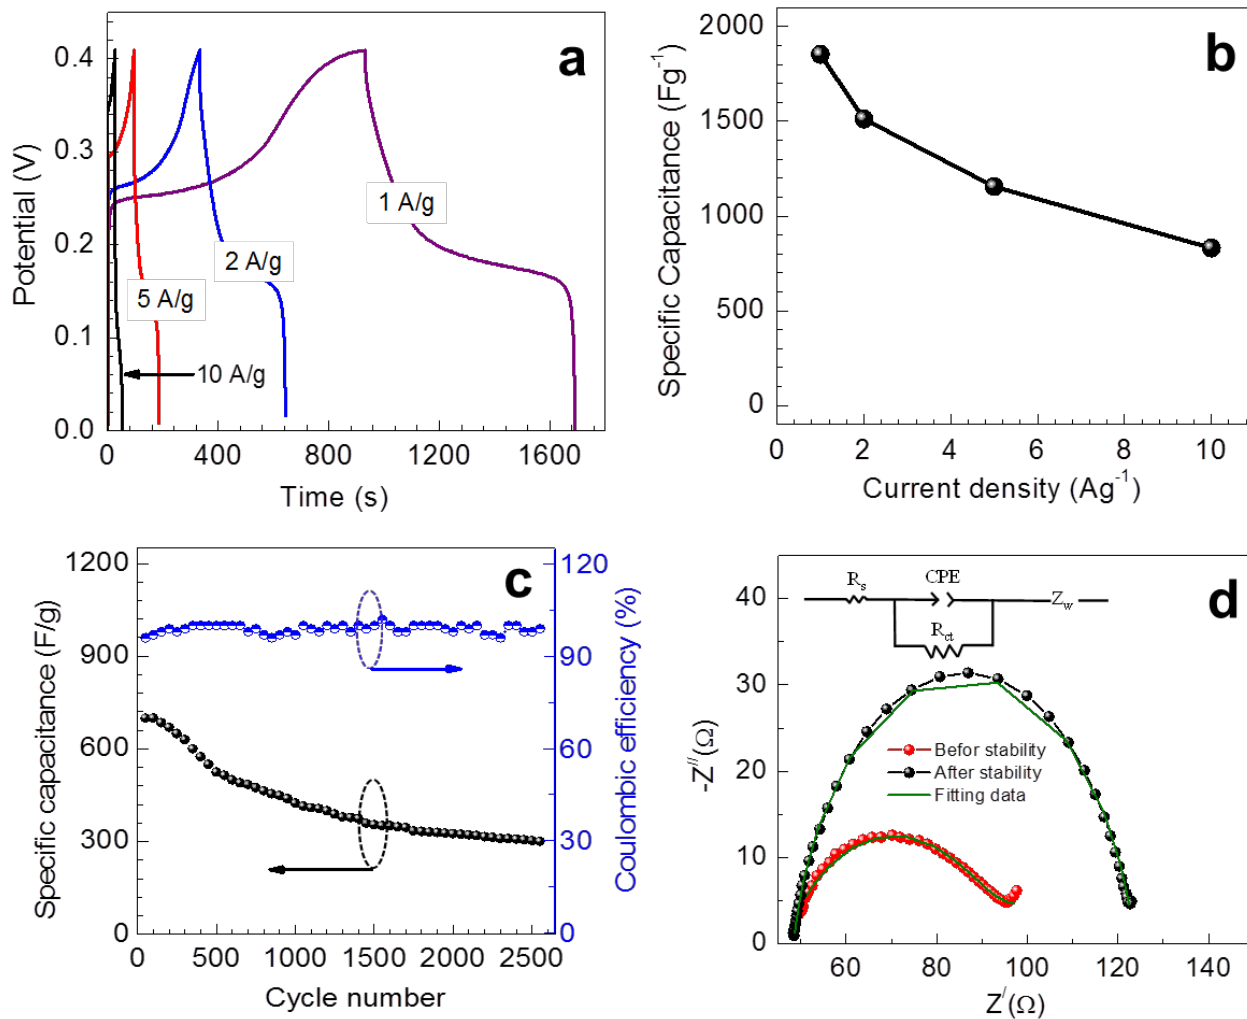 a
0.4
0.3
0.2
0.1
0.0
Potential (V)
1 A/g
2 A/g
5 A/g
10 A/g
0 400 800 1200 1600
Time (s)
b
2000
1500
1000
500
0
Specific Capacitance (Fg⁻¹)
0 2 4 6 8 10
Current density (Ag⁻¹)
c
1200
900
600
300
0
Specific capacitance (F/g)
120
90
60
30
0
Coulombic efficiency (%)
0 500 1000 1500 2000 2500
Cycle number
d
40
30
20
10
0
-Z//(Ω)
Rs
CPE
Rct
Zw
Befor stability
After stability
Fitting data
60 80 100 120 140
Z/(Ω)